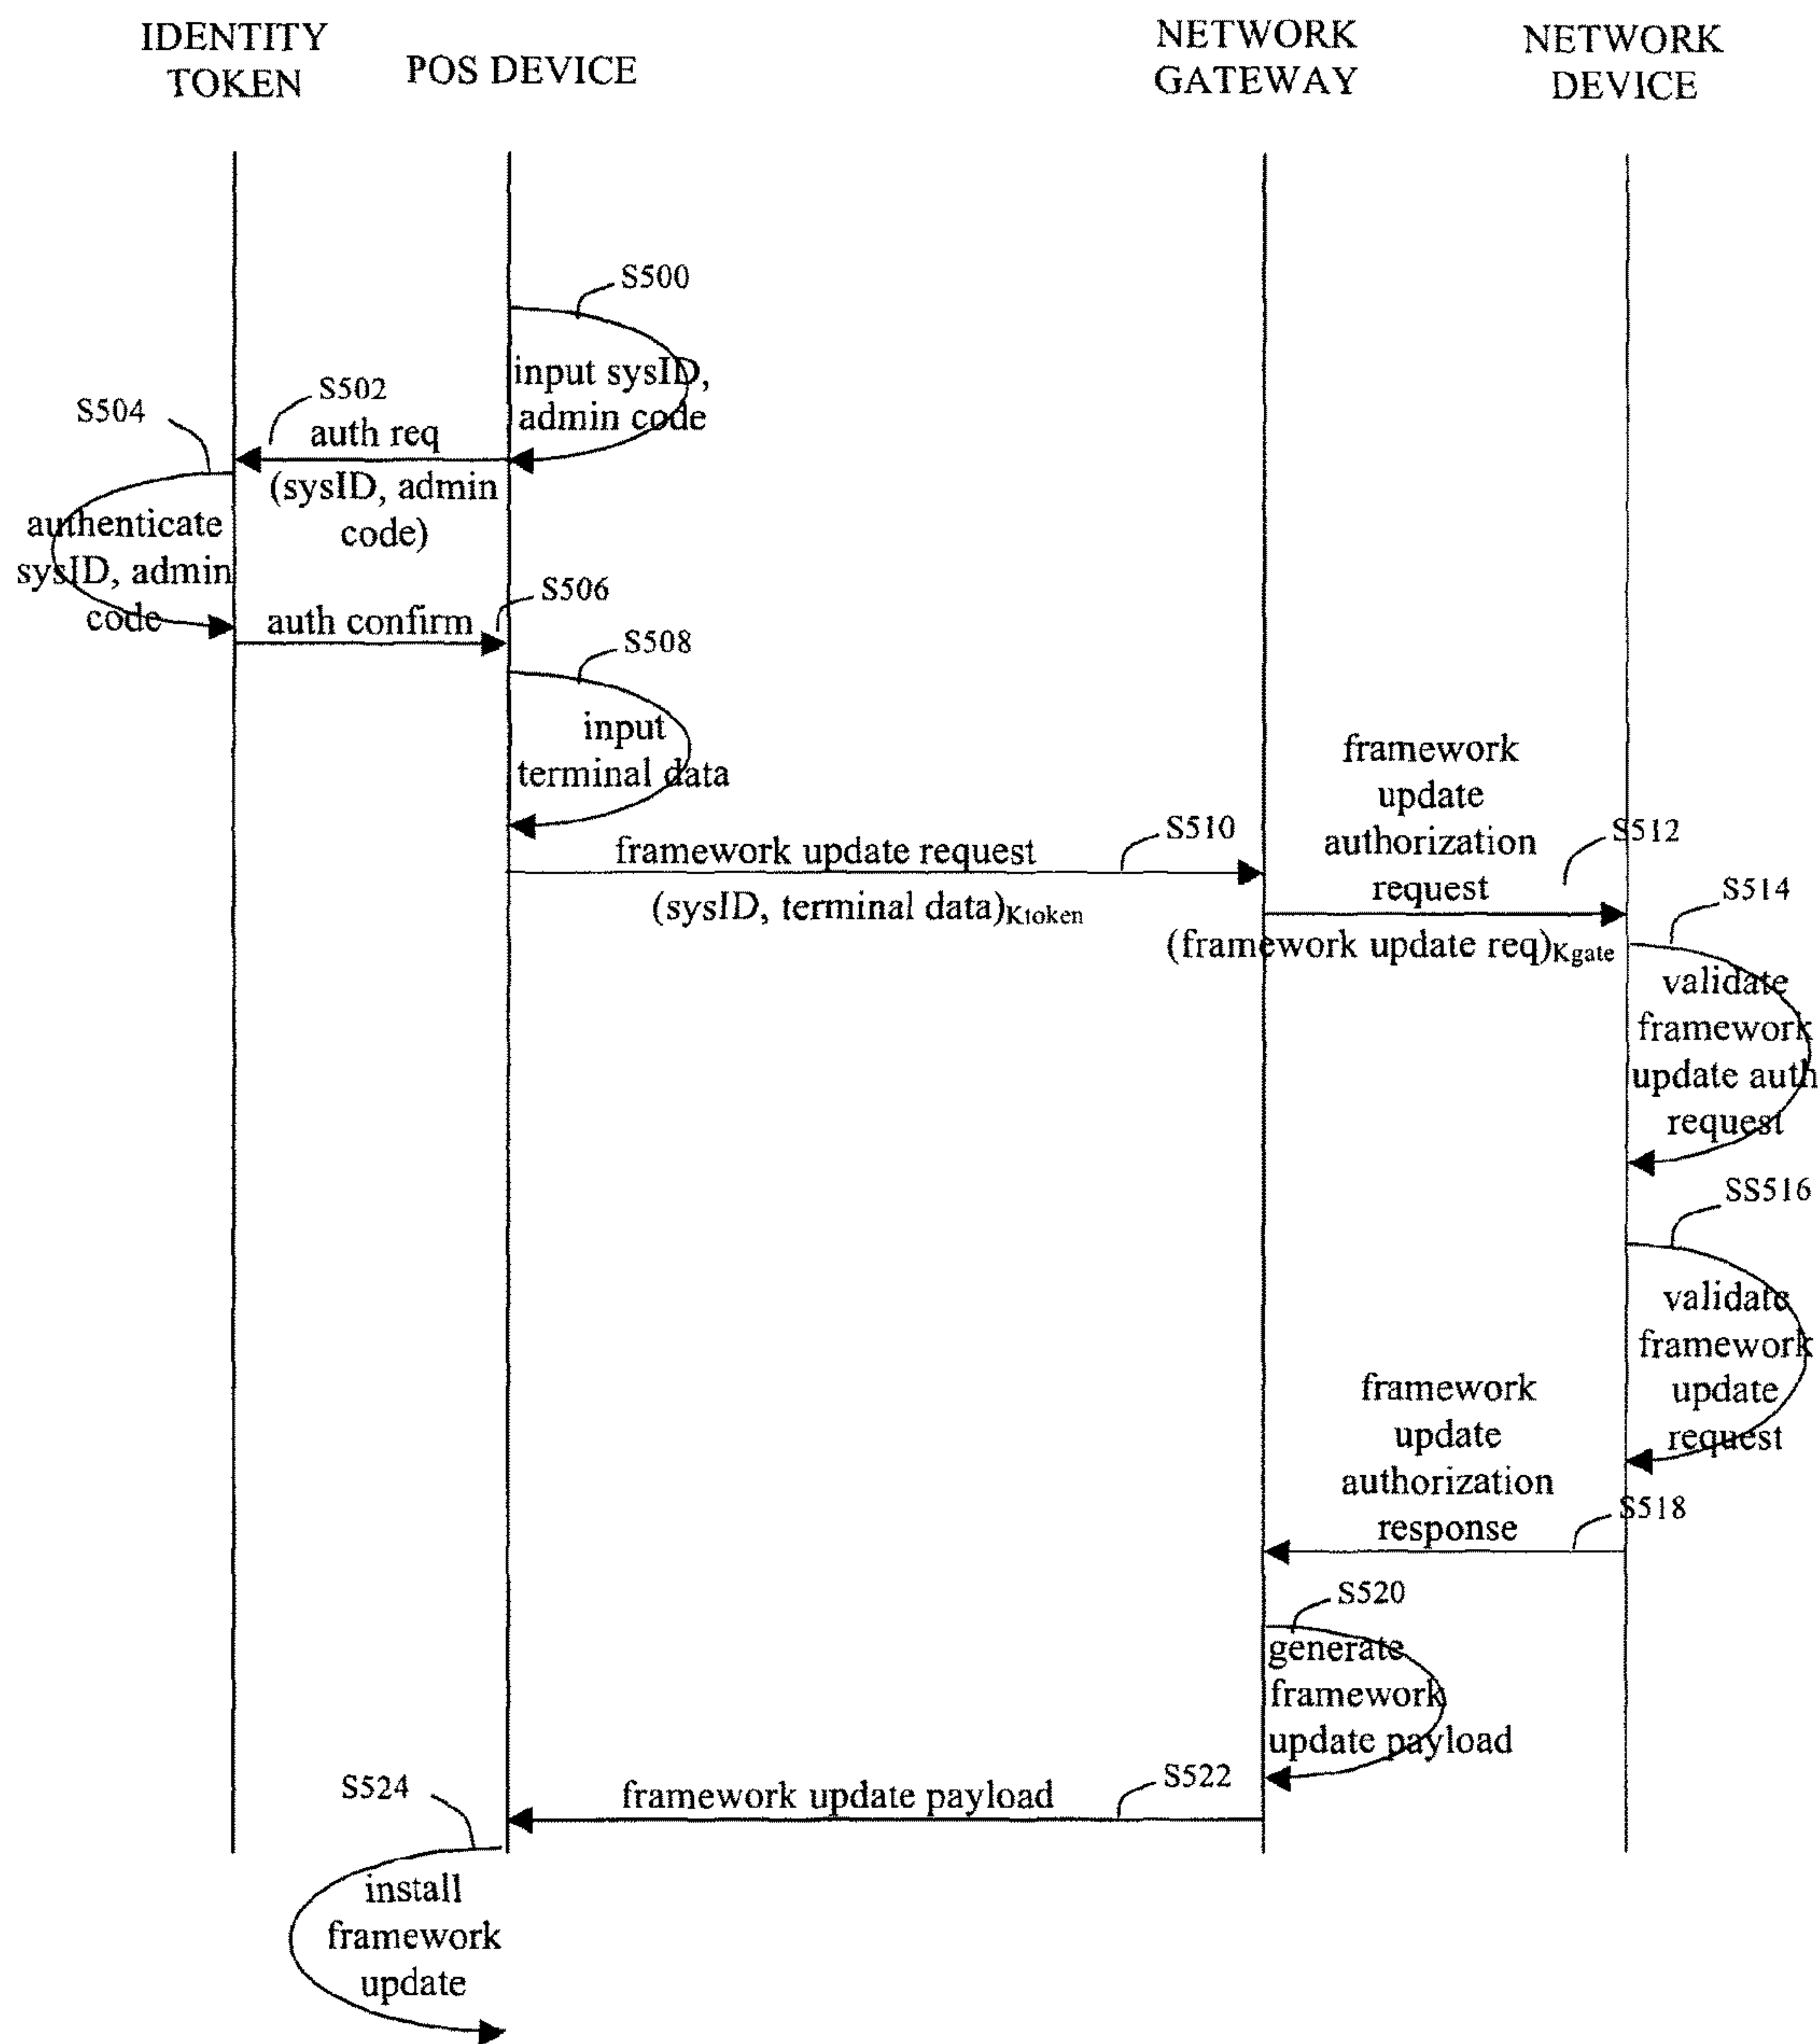 IDENTITY
TOKEN
POS DEVICE
NETWORK
GATEWAY
NETWORK
DEVICE
S500
input sysID,
admin code
S502
auth req
(sysID, admin
code)
S504
authenticate
sysID, admin
code
S506
auth confirm
S508
input
terminal data
S510
framework update request
(sysID, terminal data)Ktoken
framework
update
authorization
request
S512
(framework update req)Kgate
S514
validate
framework
update auth
request
SS516
validate
framework
update
request
framework
update
authorization
response
S518
S520
generate
framework
update payload
S522
framework update payload
S524
install
framework
update